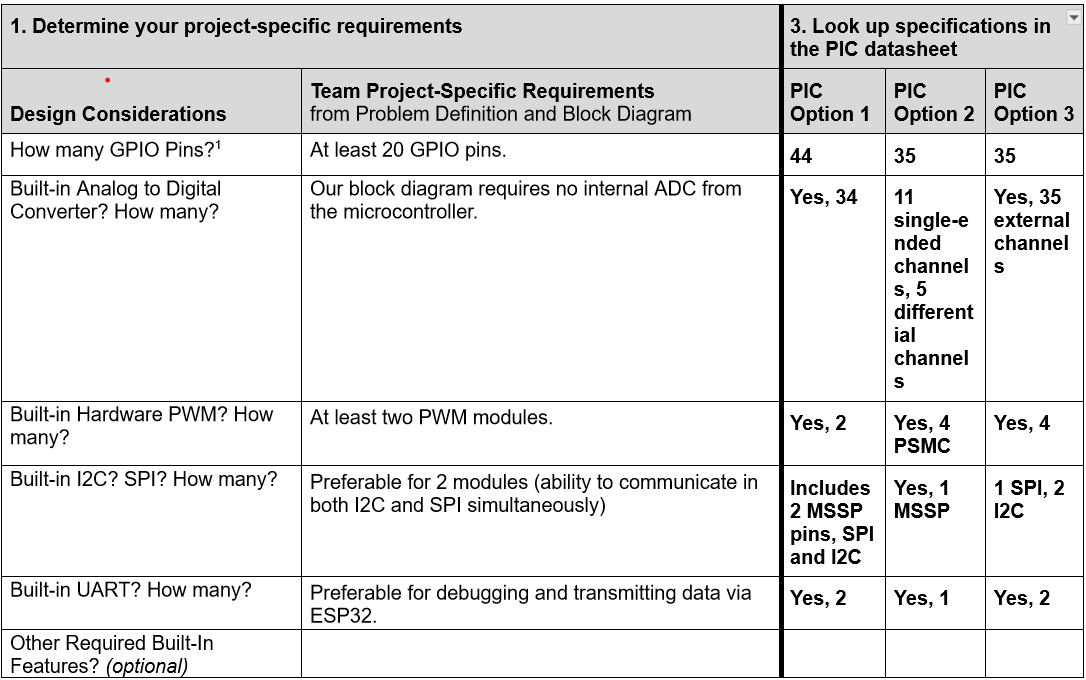 1. Determine your project-specific requirements
3. Look up specifications in
the PIC datasheet
Design Considerations
Team Project-Specific Requirements
from Problem Definition and Block Diagram
PIC
Option 1
PIC
Option 2
PIC
Option 3
How many GPIO Pins?¹
At least 20 GPIO pins.
44
35
35
Built-in Analog to Digital
Converter? How many?
Our block diagram requires no internal ADC from
the microcontroller.
Yes, 34
11
single-e
nded
channel
s, 5
different
ial
channel
s
Yes, 35
external
channel
s
Built-in Hardware PWM? How
many?
At least two PWM modules.
Yes, 2
Yes, 4
PSMC
Yes, 4
Built-in I2C? SPI? How many?
Preferable for 2 modules (ability to communicate in
both I2C and SPI simultaneously)
Includes
2 MSSP
pins, SPI
and I2C
Yes, 1
MSSP
1 SPI, 2
I2C
Built-in UART? How many?
Preferable for debugging and transmitting data via
ESP32.
Yes, 2
Yes, 1
Yes, 2
Other Required Built-In
Features? (optional)